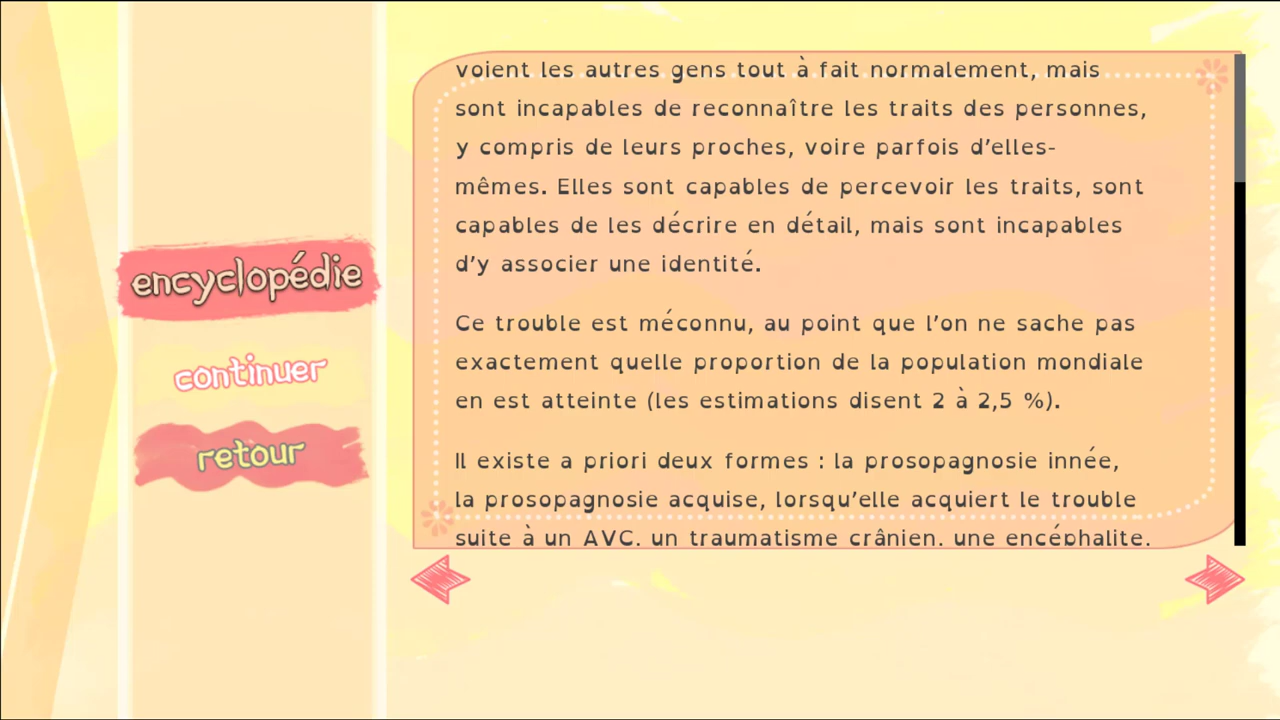 encyclopédie
continuer
retour
voient les autres gens tout à fait normalement, mais
sont incapables de reconnaître les traits des personnes,
y compris de leurs proches, voire parfois d'elles-
mêmes. Elles sont capables de percevoir les traits, sont
capables de les décrire en détail, mais sont incapables
d'y associer une identité.
Ce trouble est méconnu, au point que l'on ne sache pas
exactement quelle proportion de la population mondiale
en est atteinte (les estimations disent 2 à 2,5 %).
Il existe a priori deux formes : la prosopagnosie innée,
la prosopagnosie acquise, lorsqu'elle acquiert le trouble
suite à un AVC, un traumatisme crânien, une encéphalite,